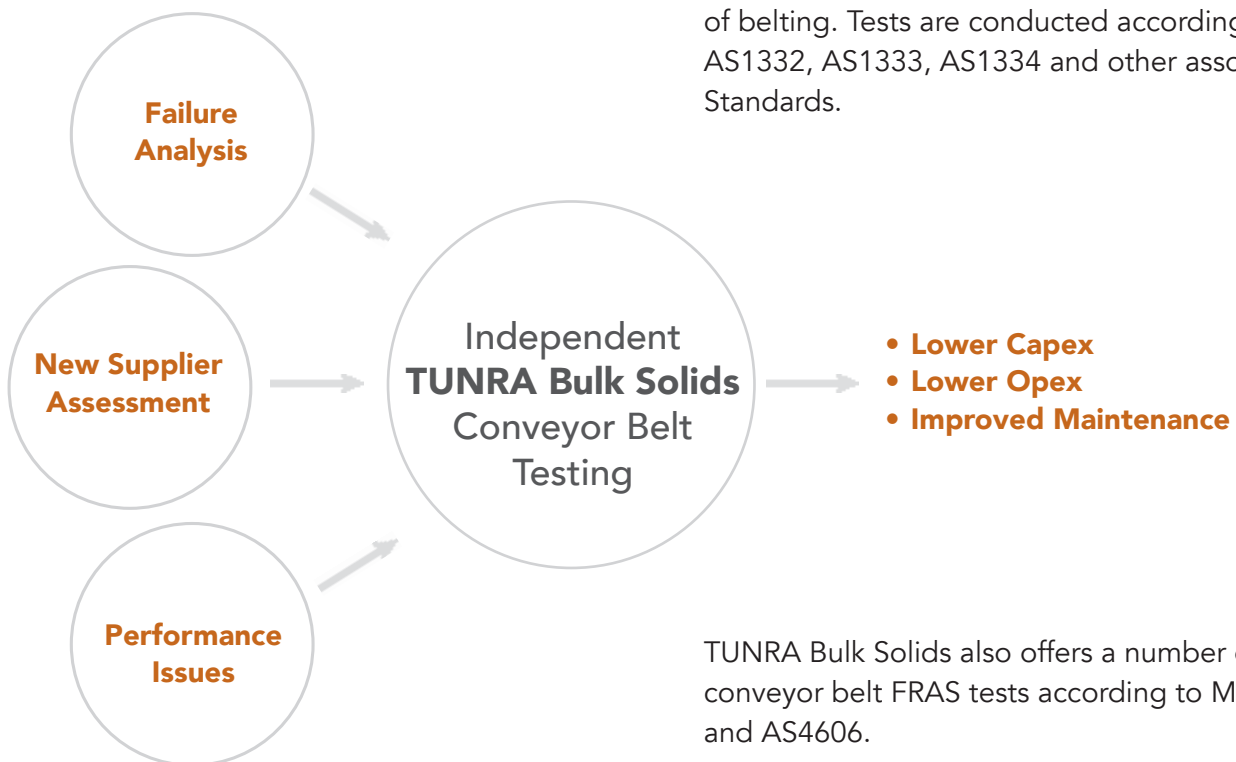 of belting. Tests are conducted according
AS1332, AS1333, AS1334 and other
Standards.
Failure
Analysis
New Supplier
Assessment
Performance
Issues
Independent
TUNRA Bulk Solids
Conveyor Belt
Testing
• Lower Capex
• Lower Opex
• Improved Maintenance
TUNRA Bulk Solids also offers a number
conveyor belt FRAS tests according to
and AS4606.